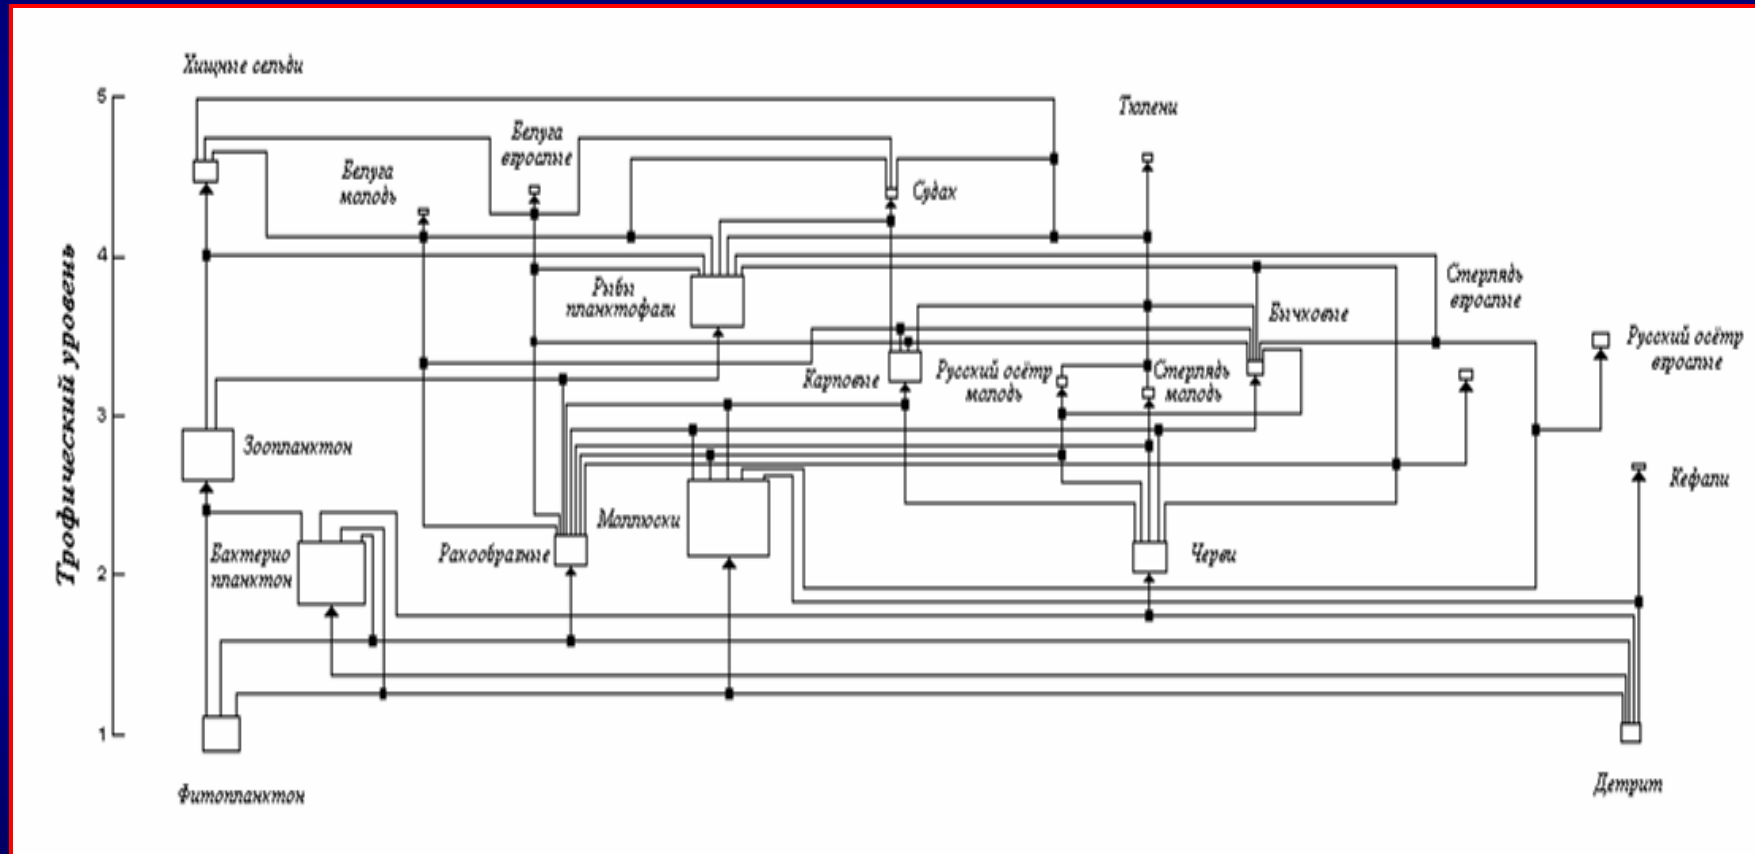 Хищные сельди
5
Тюлени
Белуга
взрослые
Белуга
молодь
Судак
4
Стерлядь
взрослые
Рыбы
планктофаги
Бычковые
Русский осётр
взрослые
Карповые
Русский осётр
молодь
Стерлядь
молодь
3
Зоопланктон
Кефали
Моллюски
Бактерио
планктон
Ракообразные
Черви
2
1
Фитопланктон
Детрит
Трофический уровень